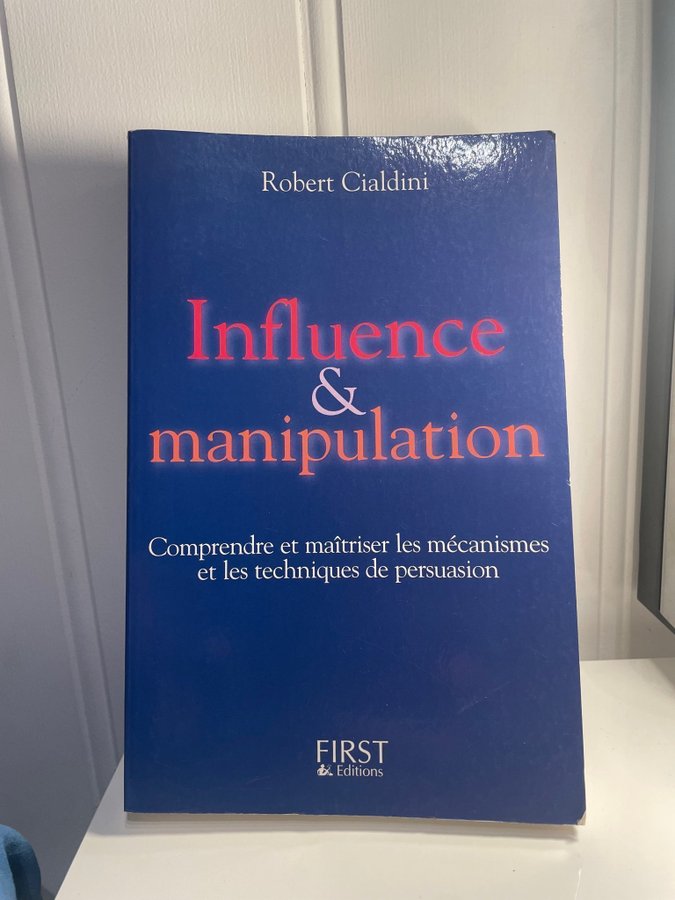 Robert Cialdini
Influence
&
manipulation
Comprendre et maîtriser les mécanismes
et les techniques de persuasion
FIRST
Editions